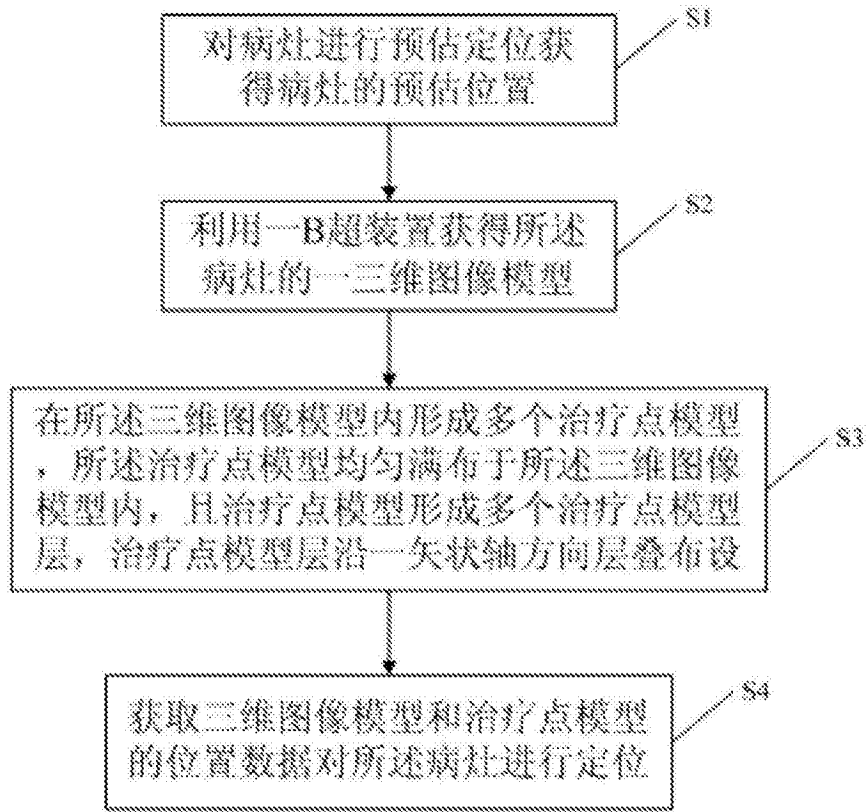 S1
对病灶进行预估定位获
得病灶的预估位置
S2
利用一B超装置获得所述
病灶的一三维图像模型
S3
在所述三维图像模型内形成多个治疗点模型
，所述治疗点模型均匀满布于所述三维图像
模型内，且治疗点模型形成多个治疗点模型
层，治疗点模型层沿一矢状轴方向层叠布设
S4
获取三维图像模型和治疗点模型
的位置数据对所述病灶进行定位